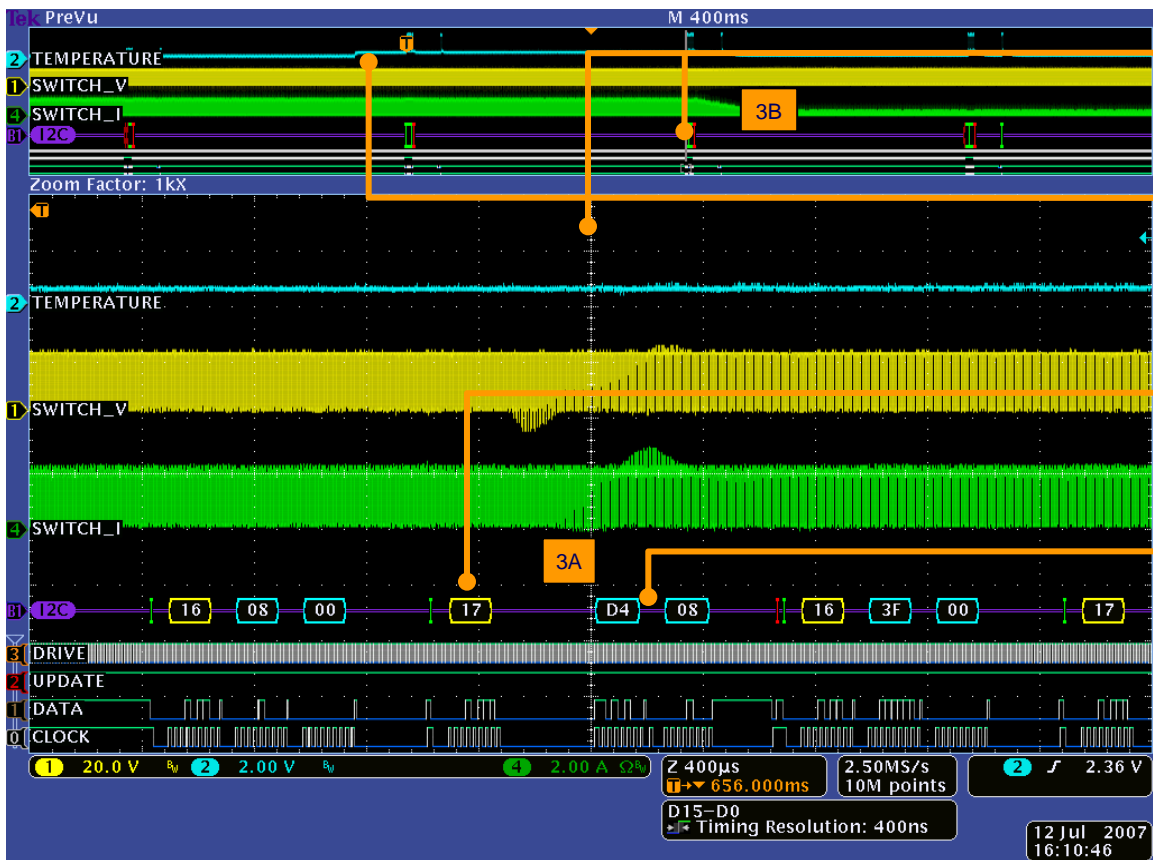 Tek PreVu M 400ms
T
2 TEMPERATURE
1 SWITCH_V
4 SWITCH_I
3B
B1 I2C
Zoom Factor: 1kX
T
2 TEMPERATURE
1 SWITCH_V
4 SWITCH_I
3A
B1 I2C 16 08 00 17 D4 08 16 3F 00 17
3 DRIVE
2 UPDATE
1 DATA
0 CLOCK
1 20.0 V Bw 2 2.00 V Bw 4 2.00 A ΩBw Z 400µs 2.50MS/s 2 2.36 V
T 656.000ms 10M points
D15-D0
Timing Resolution: 400ns
12 Jul 2007
16:10:46